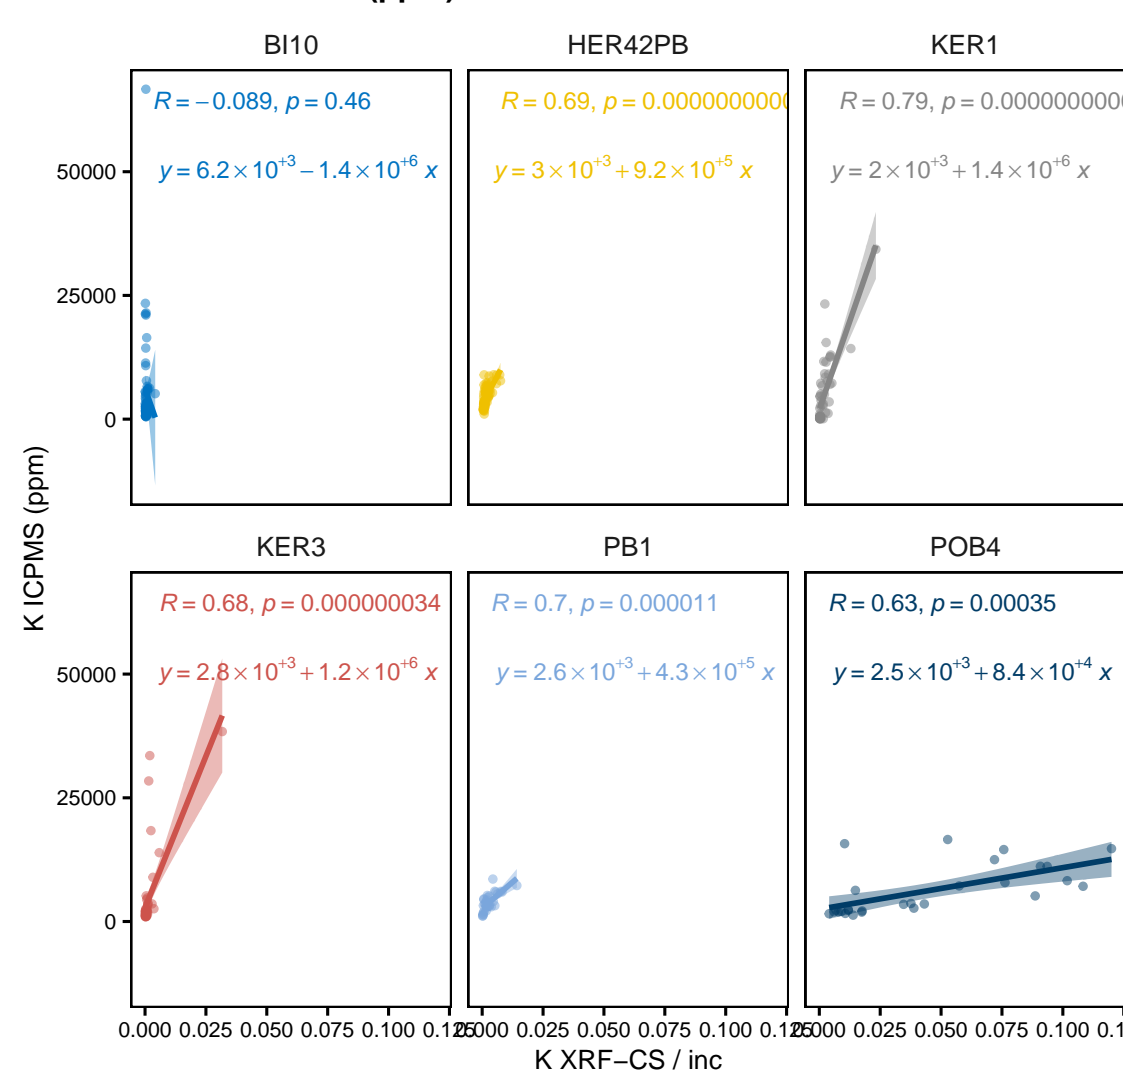 BI10 HER42PB KER1
R = −0.089, p = 0.46
y = 6.2×10⁺³ − 1.4×10⁺⁶ x
R = 0.69, p = 0.0000000000
y = 3×10⁺³ + 9.2×10⁺⁵ x
R = 0.79, p = 0.0000000000
y = 2×10⁺³ + 1.4×10⁺⁶ x
50000
25000
0
K ICPMS (ppm)
KER3 PB1 POB4
R = 0.68, p = 0.000000034
y = 2.8×10⁺³ + 1.2×10⁺⁶ x
R = 0.7, p = 0.000011
y = 2.6×10⁺³ + 4.3×10⁺⁵ x
R = 0.63, p = 0.00035
y = 2.5×10⁺³ + 8.4×10⁺⁴ x
50000
25000
0
0.000 0.025 0.050 0.075 0.100 0.125 0.000 0.025 0.050 0.075 0.100 0.125 0.000 0.025 0.050 0.075 0.100 0.1
K XRF−CS / inc